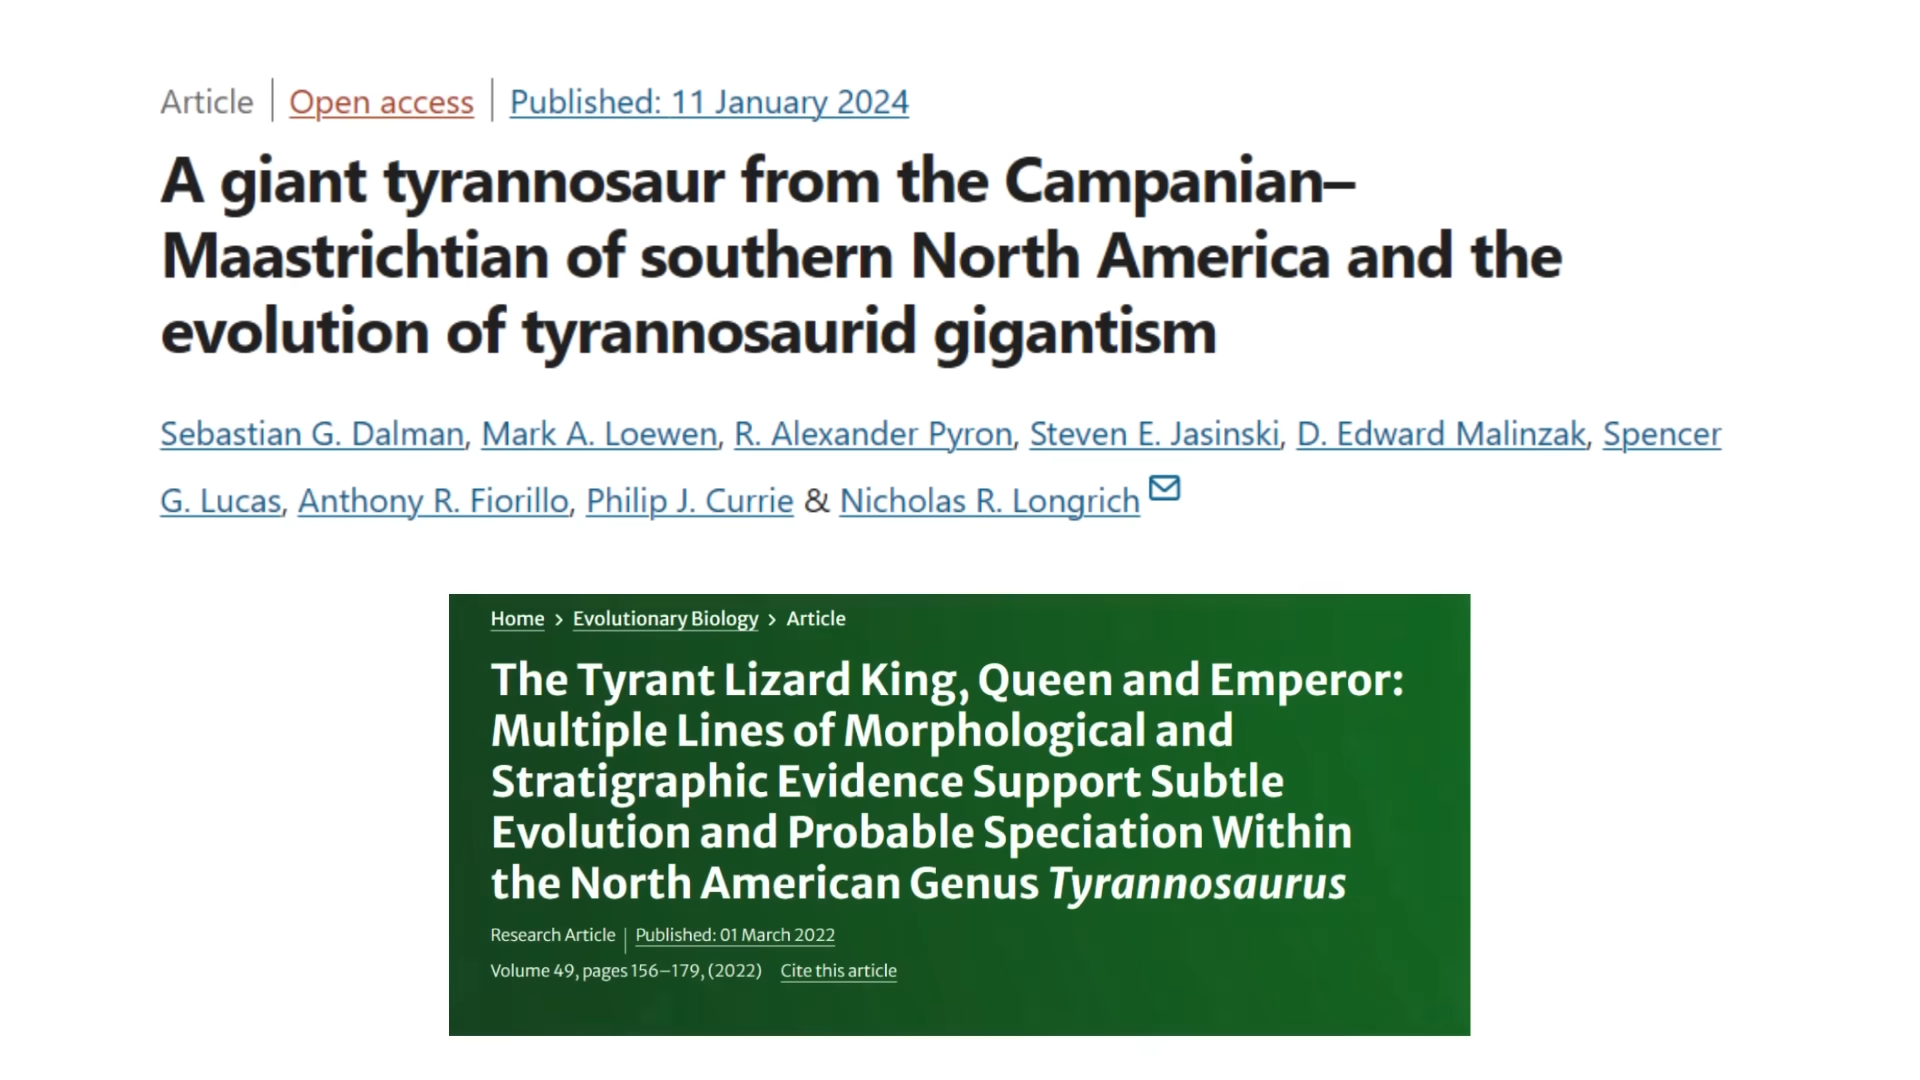 Article | Open access | Published: 11 January 2024
A giant tyrannosaur from the Campanian–
Maastrichtian of southern North America and the
evolution of tyrannosaurid gigantism
Sebastian G. Dalman, Mark A. Loewen, R. Alexander Pyron, Steven E. Jasinski, D. Edward Malinzak, Spencer
G. Lucas, Anthony R. Fiorillo, Philip J. Currie & Nicholas R. Longrich
Home > Evolutionary Biology > Article
The Tyrant Lizard King, Queen and Emperor:
Multiple Lines of Morphological and
Stratigraphic Evidence Support Subtle
Evolution and Probable Speciation Within
the North American Genus Tyrannosaurus
Research Article | Published: 01 March 2022
Volume 49, pages 156–179, (2022) Cite this article